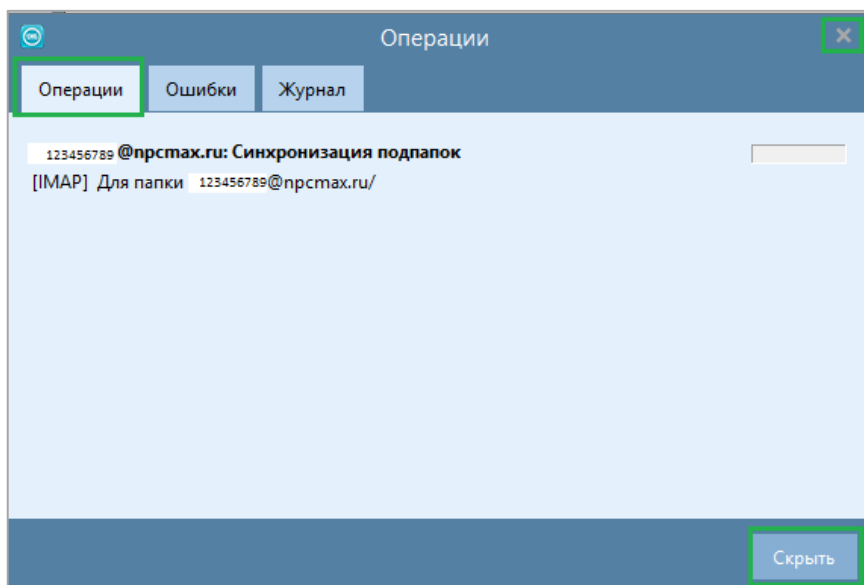 Операции
Операции Ошибки Журнал
123456789 @npcmax.ru: Синхронизация подпапок
[IMAP] Для папки 123456789@npcmax.ru/
Скрыть